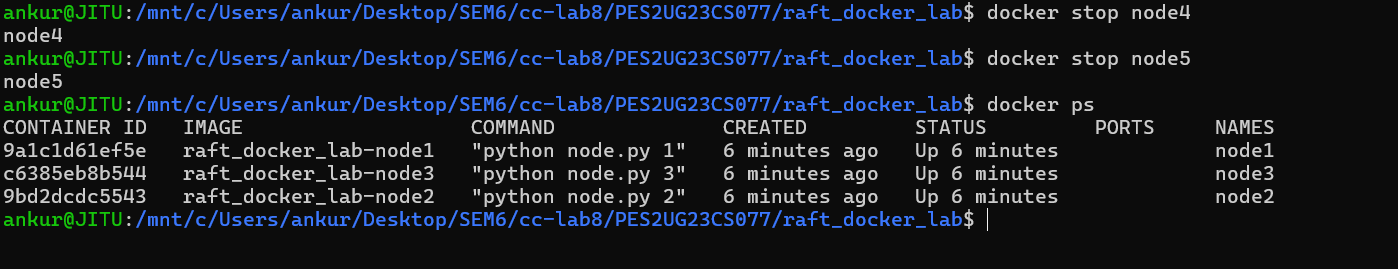 ankur@JITU:/mnt/c/Users/ankur/Desktop/SEM6/cc-lab8/PES2UG23CS077/raft_docker_lab$ docker stop node4
node4
ankur@JITU:/mnt/c/Users/ankur/Desktop/SEM6/cc-lab8/PES2UG23CS077/raft_docker_lab$ docker stop node5
node5
ankur@JITU:/mnt/c/Users/ankur/Desktop/SEM6/cc-lab8/PES2UG23CS077/raft_docker_lab$ docker ps
CONTAINER ID   IMAGE                   COMMAND              CREATED         STATUS         PORTS     NAMES
9a1c1d61ef5e   raft_docker_lab-node1   "python node.py 1"   6 minutes ago   Up 6 minutes             node1
c6385eb8b544   raft_docker_lab-node3   "python node.py 3"   6 minutes ago   Up 6 minutes             node3
9bd2dcdc5543   raft_docker_lab-node2   "python node.py 2"   6 minutes ago   Up 6 minutes             node2
ankur@JITU:/mnt/c/Users/ankur/Desktop/SEM6/cc-lab8/PES2UG23CS077/raft_docker_lab$